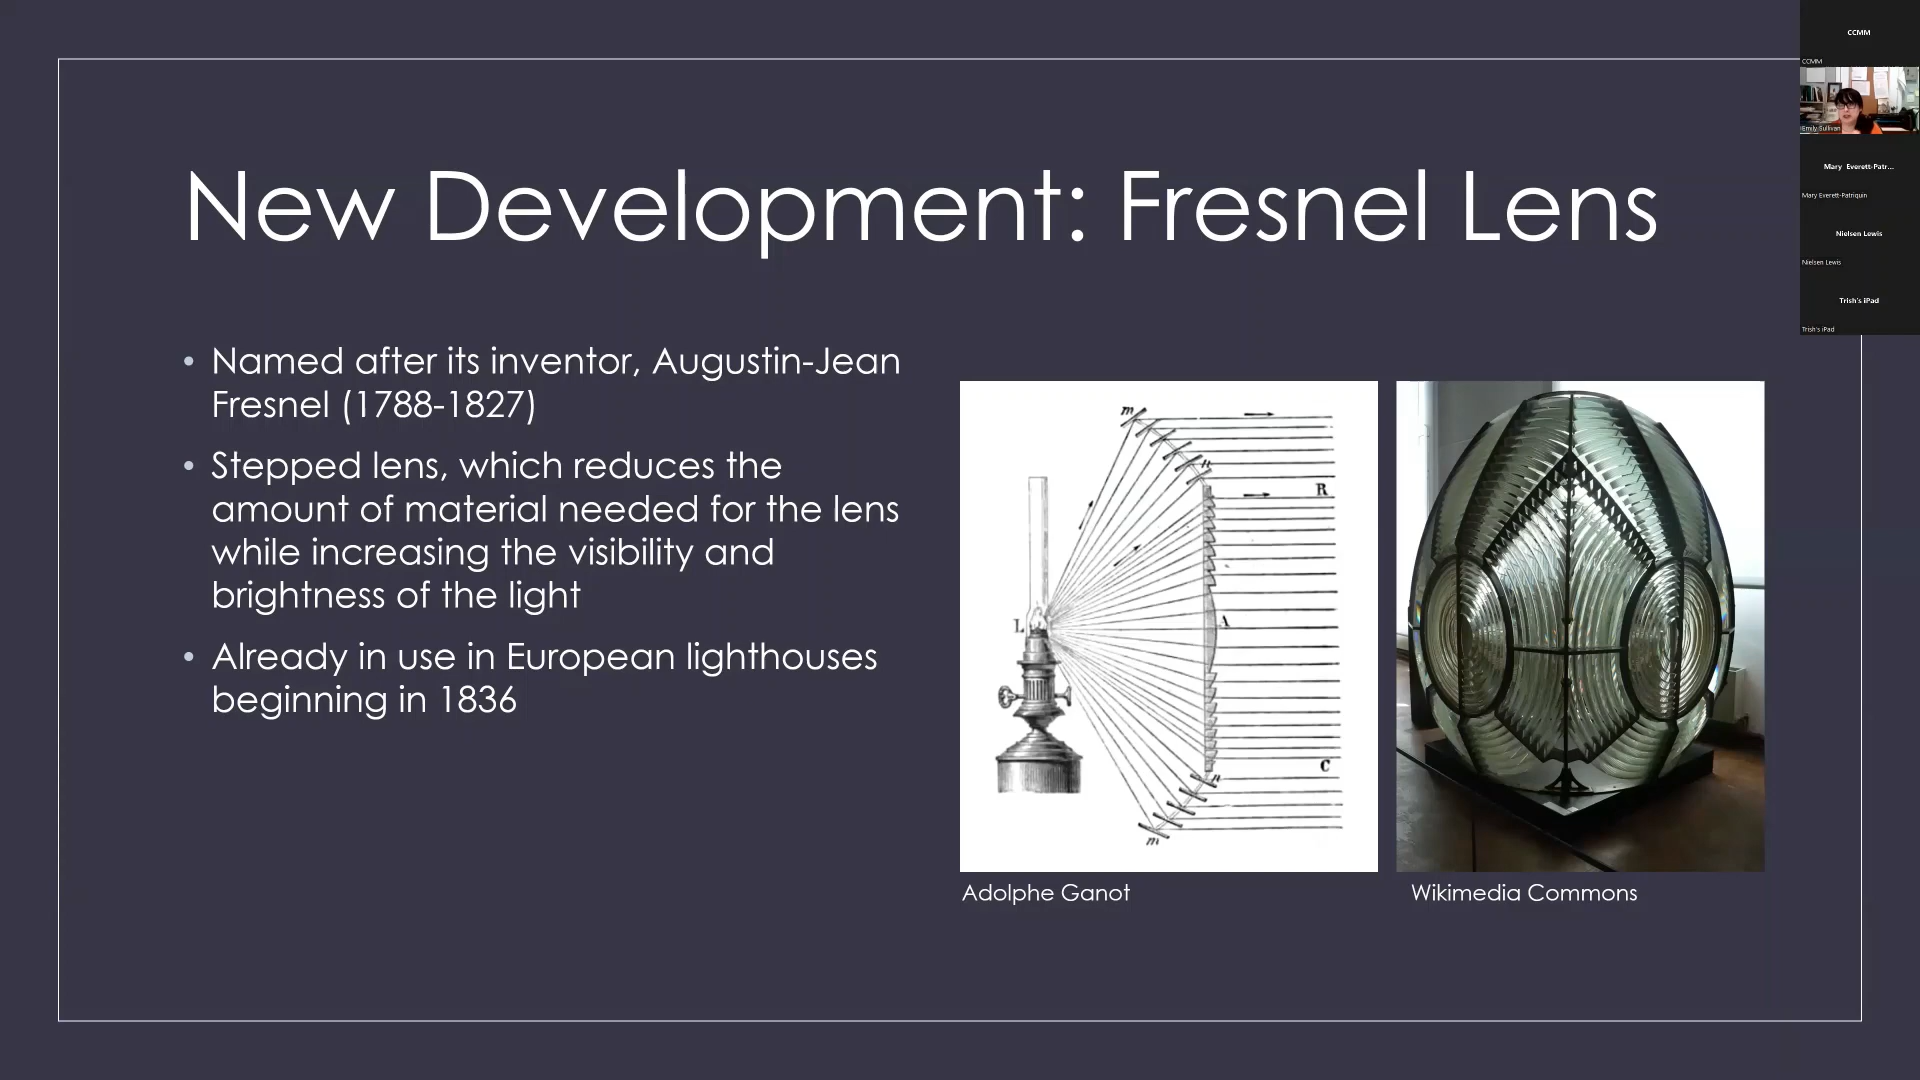 New Development: Fresnel Lens
• Named after its inventor, Augustin-Jean
Fresnel (1788-1827)
• Stepped lens, which reduces the
amount of material needed for the lens
while increasing the visibility and
brightness of the light
• Already in use in European lighthouses
beginning in 1836
m
n
R
L
A
C
n
m
Adolphe Ganot
Wikimedia Commons
CCMM
CCMM
Emily Sullivan
Mary Everett-Patr...
Mary Everett-Patriquin
Nielsen Lewis
Nielsen Lewis
Trish's iPad
Trish's iPad